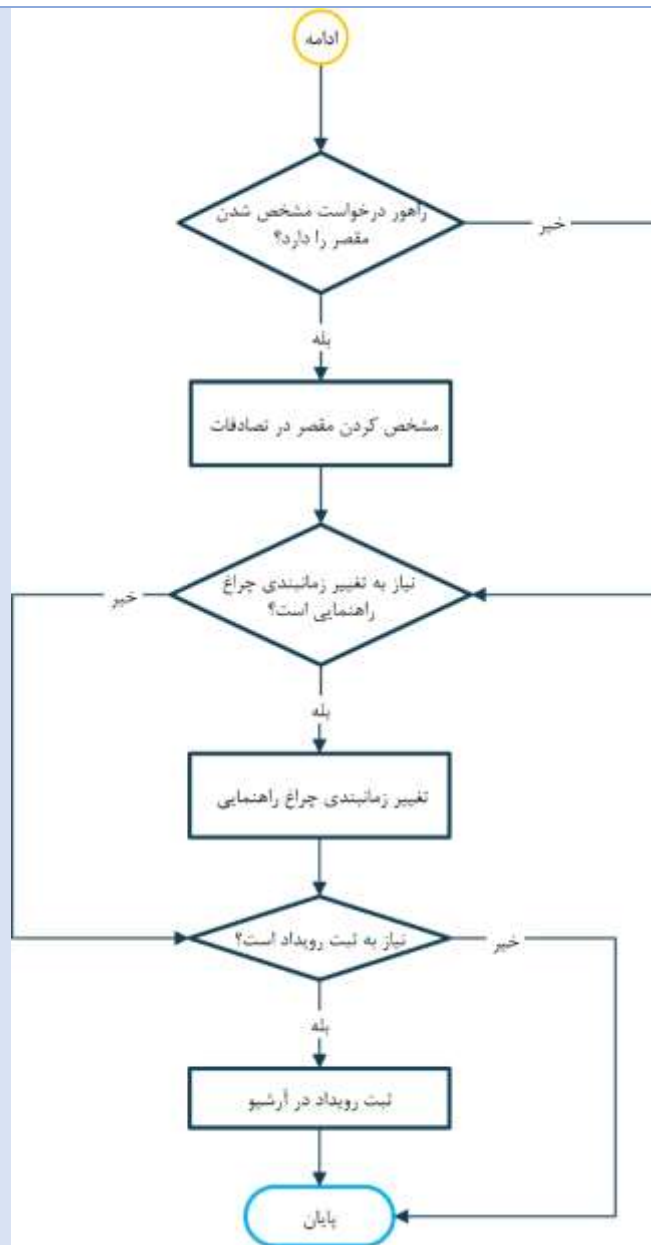 ادامه
راهور درخواست مشخص شدن
مقصر را دارد؟
خیر
بله
مشخص کردن مقصر در تصادفات
نیاز به تغییر زمانبندی چراغ
راهنمایی است؟
خیر
بله
تغییر زمانبندی چراغ راهنمایی
نیاز به ثبت رویداد است؟
خیر
بله
ثبت رویداد در آرشیو
پایان